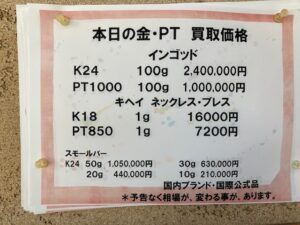 本日の金・PT 買取価格
インゴッド
K24 100g 2,400.000円
PT1000 100g 1,000.000円
キヘイ ネックレス・ブレス
K18 1g 16000円
PT850 1g 7200円
スモールバー
K24 50g 1,050.000円 30g 630.000円
20g 440.000円 10g 210.000円
国内ブランド・国際公式品
＊予告なく相場が、変わる事が、あります。